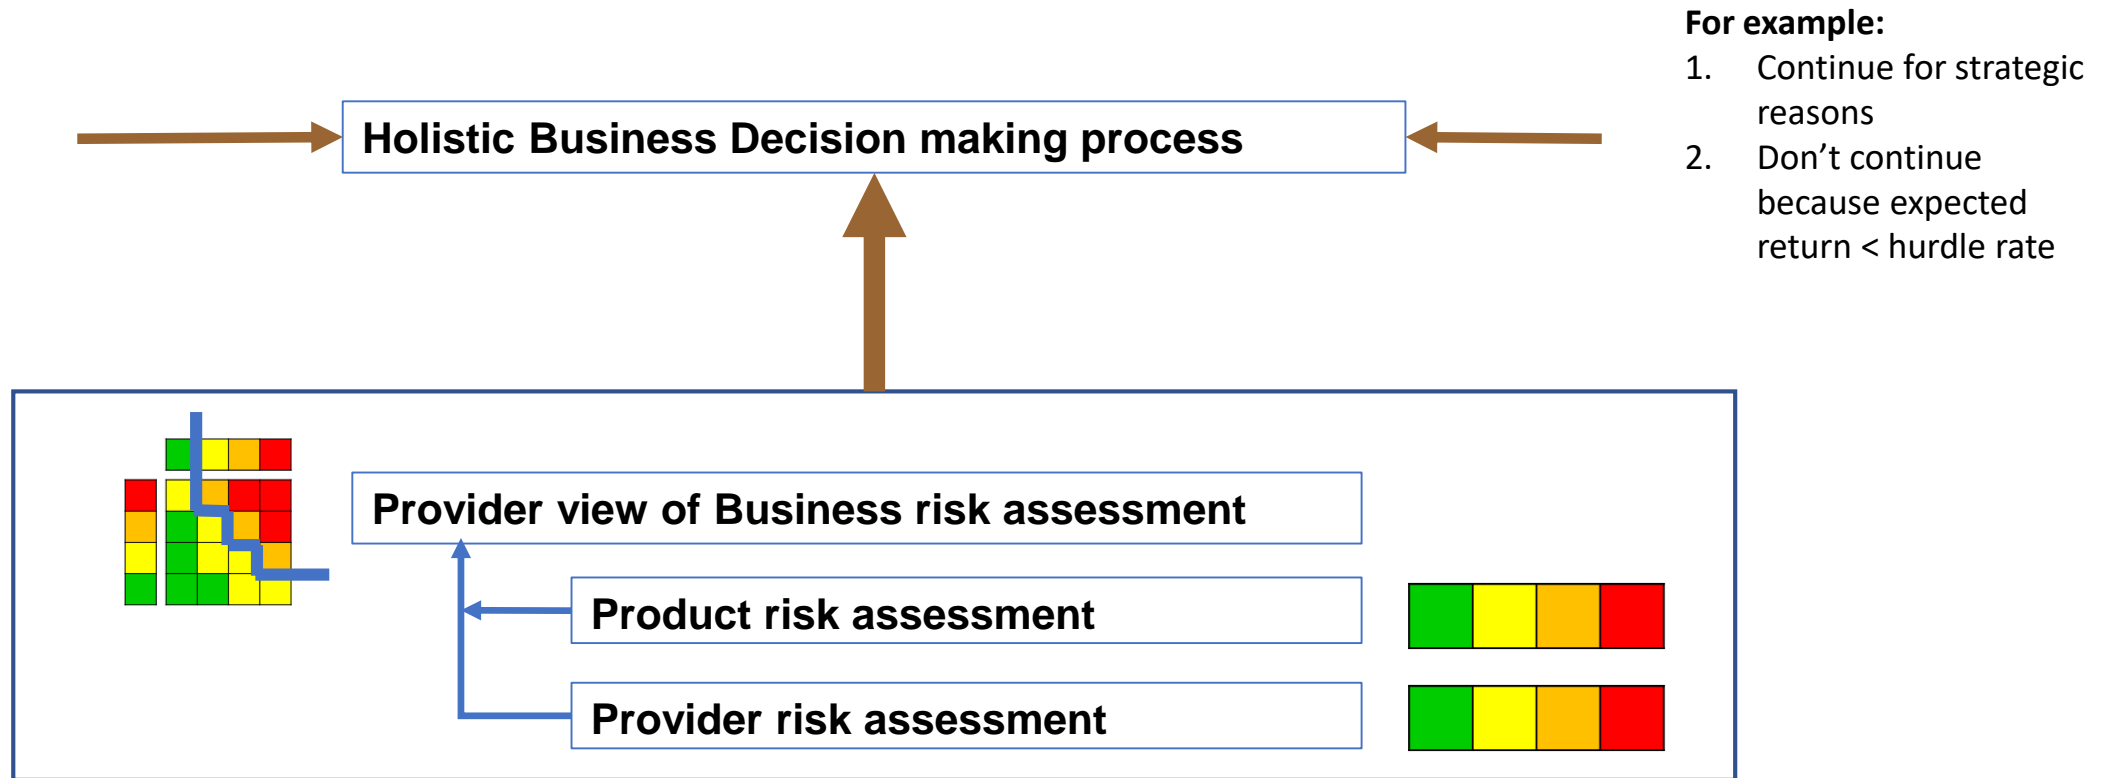 For example:
1. Continue for strategic
reasons
2. Don’t continue
because expected
return < hurdle rate
Holistic Business Decision making process
Provider view of Business risk assessment
Product risk assessment
Provider risk assessment